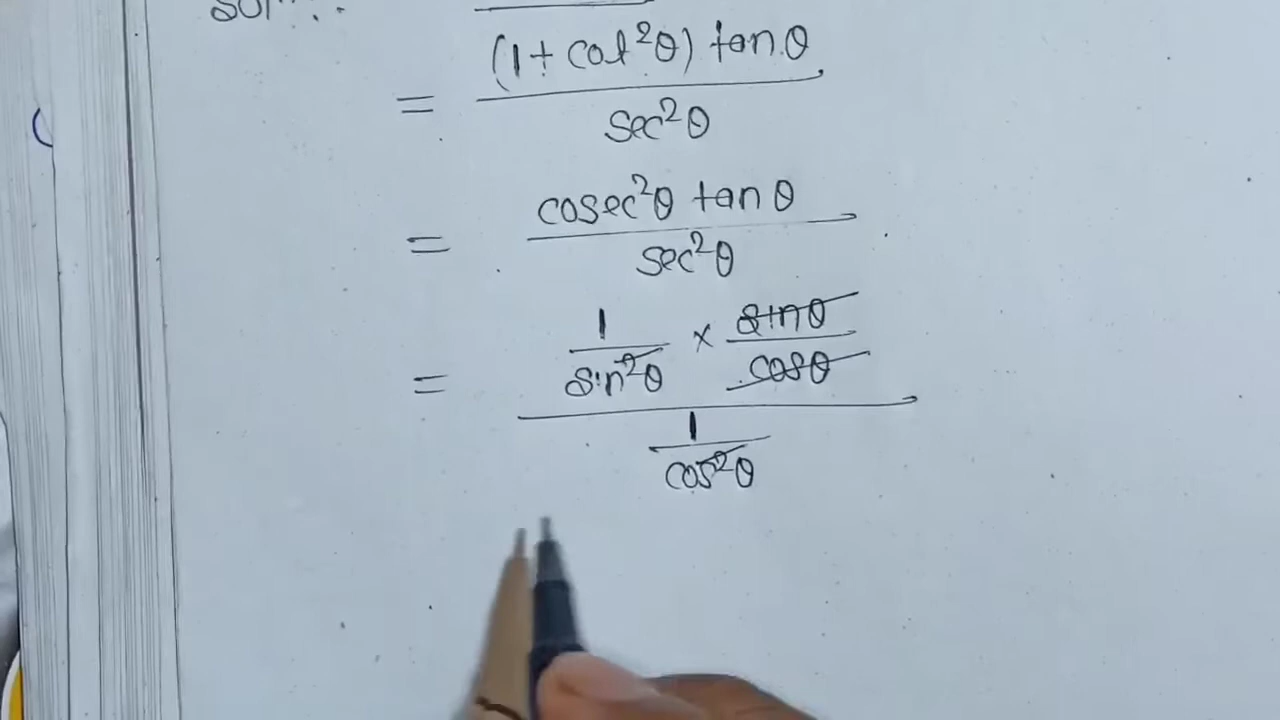 = (1 + cot²θ) tanθ / sec²θ
= cosec²θ tanθ / sec²θ
= 1/sin²θ × sinθ/cosθ / 1/cos²θ